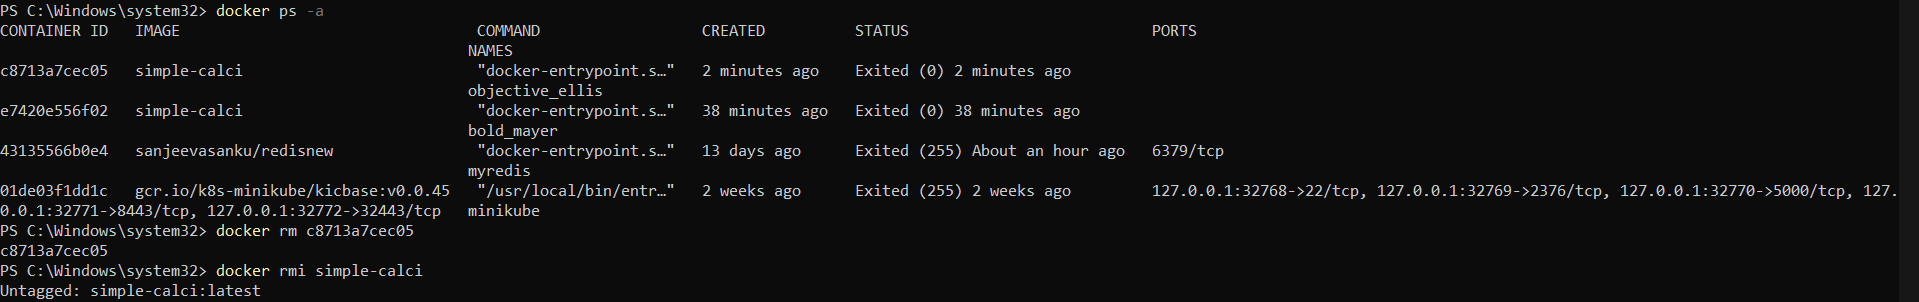 PS C:\Windows\system32> docker ps -a
CONTAINER ID   IMAGE                                 COMMAND                  CREATED          STATUS                           PORTS
                                                    NAMES
c8713a7cec05   simple-calci                          "docker-entrypoint.s…"   2 minutes ago    Exited (0) 2 minutes ago
                                                    objective_ellis
e7420e556f02   simple-calci                          "docker-entrypoint.s…"   38 minutes ago   Exited (0) 38 minutes ago
                                                    bold_mayer
43135566b0e4   sanjeevasanku/redisnew                "docker-entrypoint.s…"   13 days ago      Exited (255) About an hour ago   6379/tcp
                                                    myredis
01de03f1dd1c   gcr.io/k8s-minikube/kicbase:v0.0.45   "/usr/local/bin/entr…"   2 weeks ago      Exited (255) 2 weeks ago         127.0.0.1:32768->22/tcp, 127.0.0.1:32769->2376/tcp, 127.0.0.1:32770->5000/tcp, 127.
0.0.1:32771->8443/tcp, 127.0.0.1:32772->32443/tcp   minikube
PS C:\Windows\system32> docker rm c8713a7cec05
c8713a7cec05
PS C:\Windows\system32> docker rmi simple-calci
Untagged: simple-calci:latest